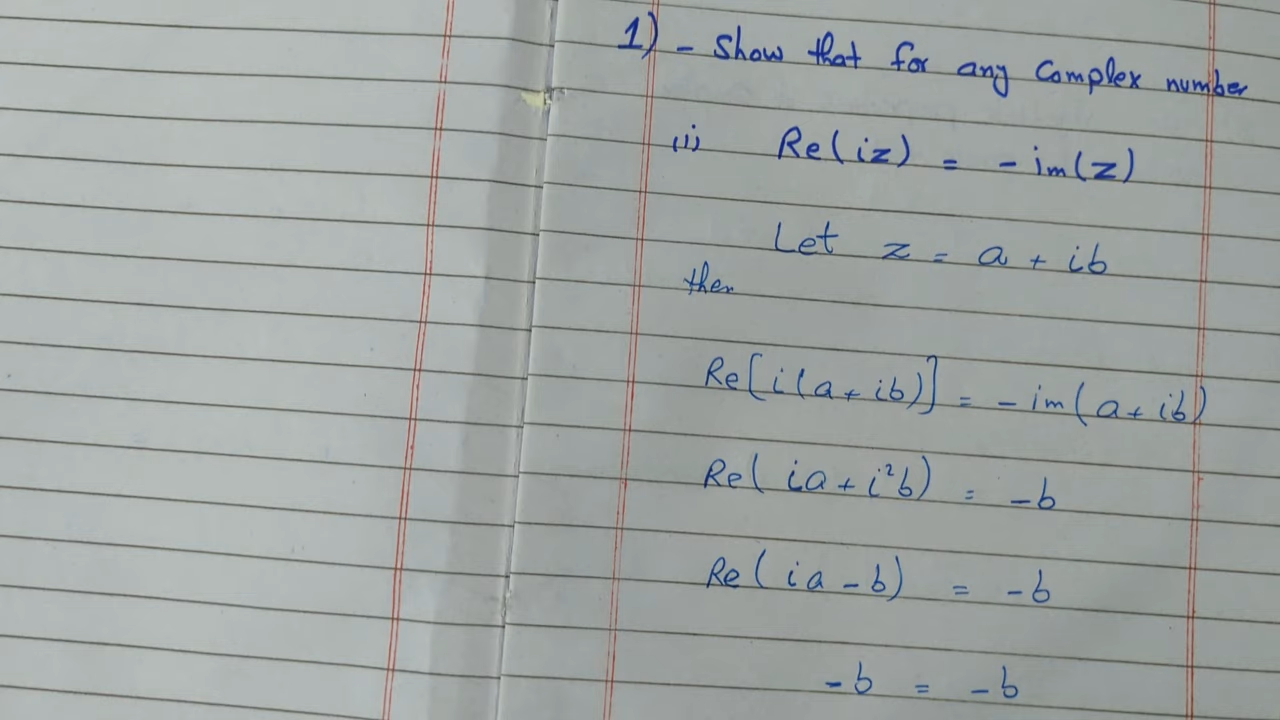 1) - Show that for any Complex number
(i) Re(iz) = - im(z)
Let z = a + ib
then
Re[i(a + ib)] = - im(a + ib)
Re(ia + i²b) = - b
Re(ia - b) = - b
- b = - b